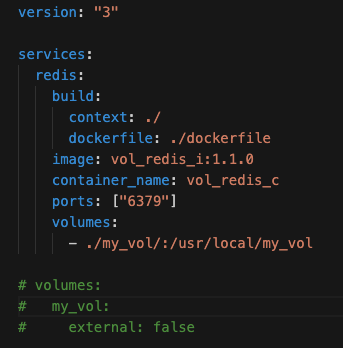 version: "3"
services:
redis:
build:
context: ./
dockerfile: ./dockerfile
image: vol_redis_i:1.1.0
container_name: vol_redis_c
ports: ["6379"]
volumes:
- ./my_vol/:/usr/local/my_vol
# volumes:
#   my_vol:
#     external: false